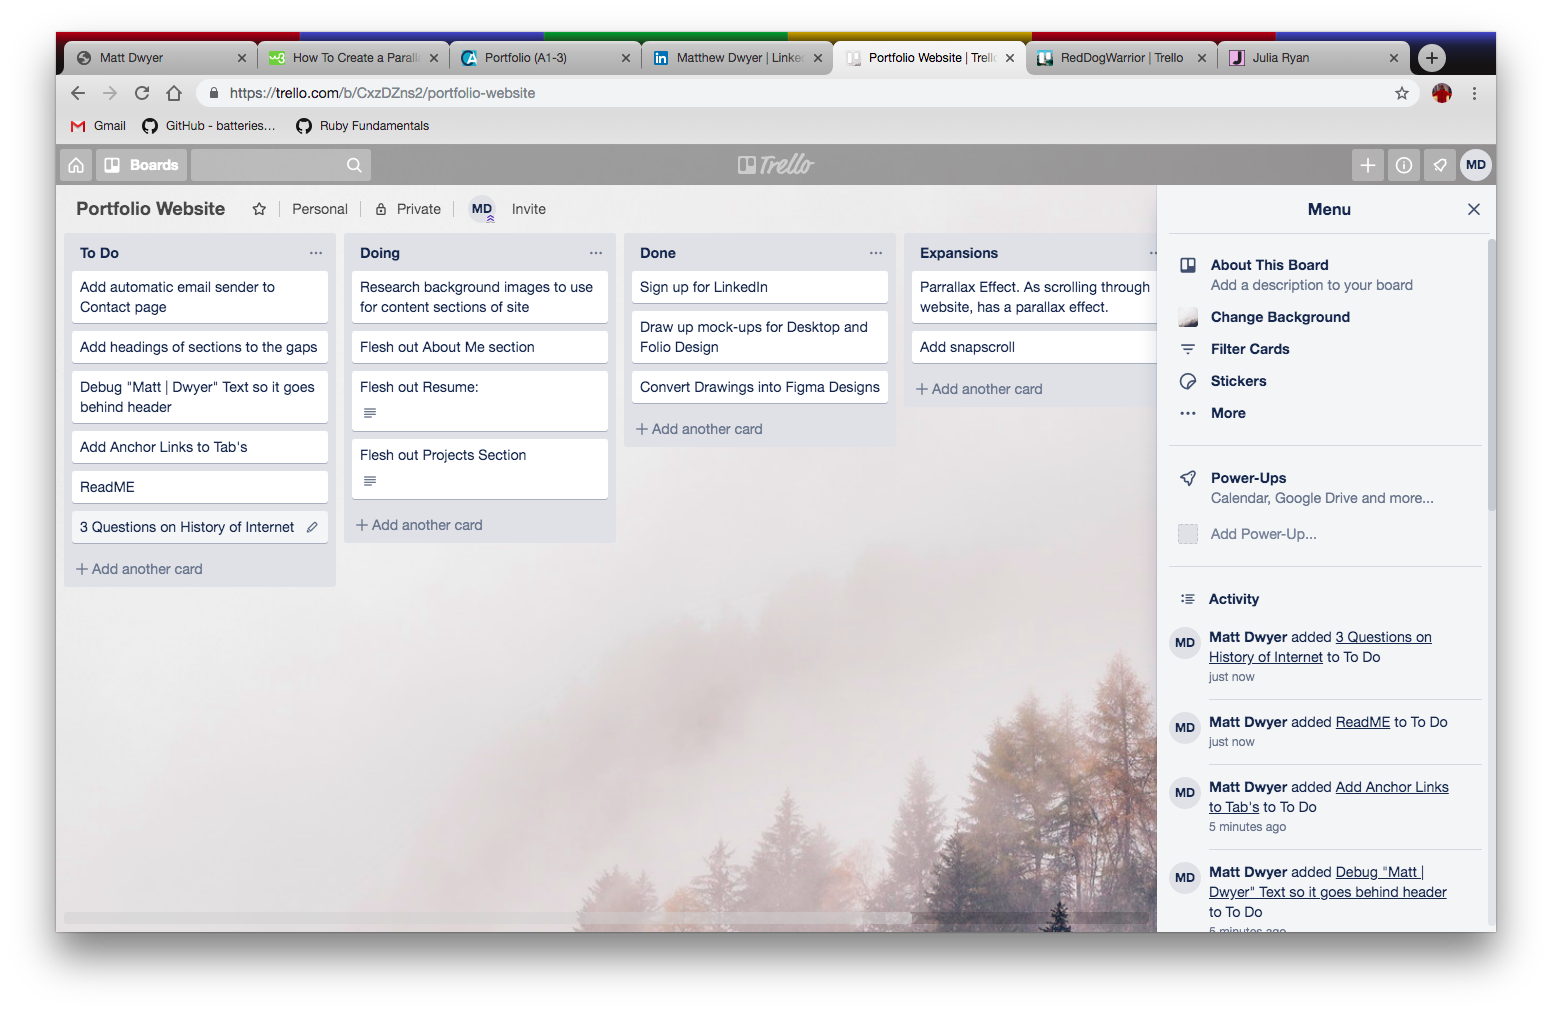 Matt Dwyer
How To Create a Parall
Portfolio (A1-3)
Matthew Dwyer | Linke
Portfolio Website | Trell
RedDogWarrior | Trello
Julia Ryan
https://trello.com/b/CxzDZns2/portfolio-website
Gmail
GitHub - batteries...
Ruby Fundamentals
Boards
Trello
MD
Portfolio Website
Personal
Private
MD
Invite
To Do
Add automatic email sender to
Contact page
Add headings of sections to the gaps
Debug "Matt | Dwyer" Text so it goes
behind header
Add Anchor Links to Tab's
ReadME
3 Questions on History of Internet
Add another card
Doing
Research background images to use
for content sections of site
Flesh out About Me section
Flesh out Resume:
Flesh out Projects Section
Add another card
Done
Sign up for LinkedIn
Draw up mock-ups for Desktop and
Folio Design
Convert Drawings into Figma Designs
Add another card
Expansions
Parrallax Effect. As scrolling through
website, has a parallax effect.
Add snapscroll
Add another card
Menu
About This Board
Add a description to your board
Change Background
Filter Cards
Stickers
More
Power-Ups
Calendar, Google Drive and more...
Add Power-Up...
Activity
MD
Matt Dwyer added 3 Questions on
History of Internet to To Do
just now
MD
Matt Dwyer added ReadME to To Do
just now
MD
Matt Dwyer added Add Anchor Links
to Tab's to To Do
5 minutes ago
MD
Matt Dwyer added Debug "Matt |
Dwyer" Text so it goes behind header
to To Do
5 minutes ago